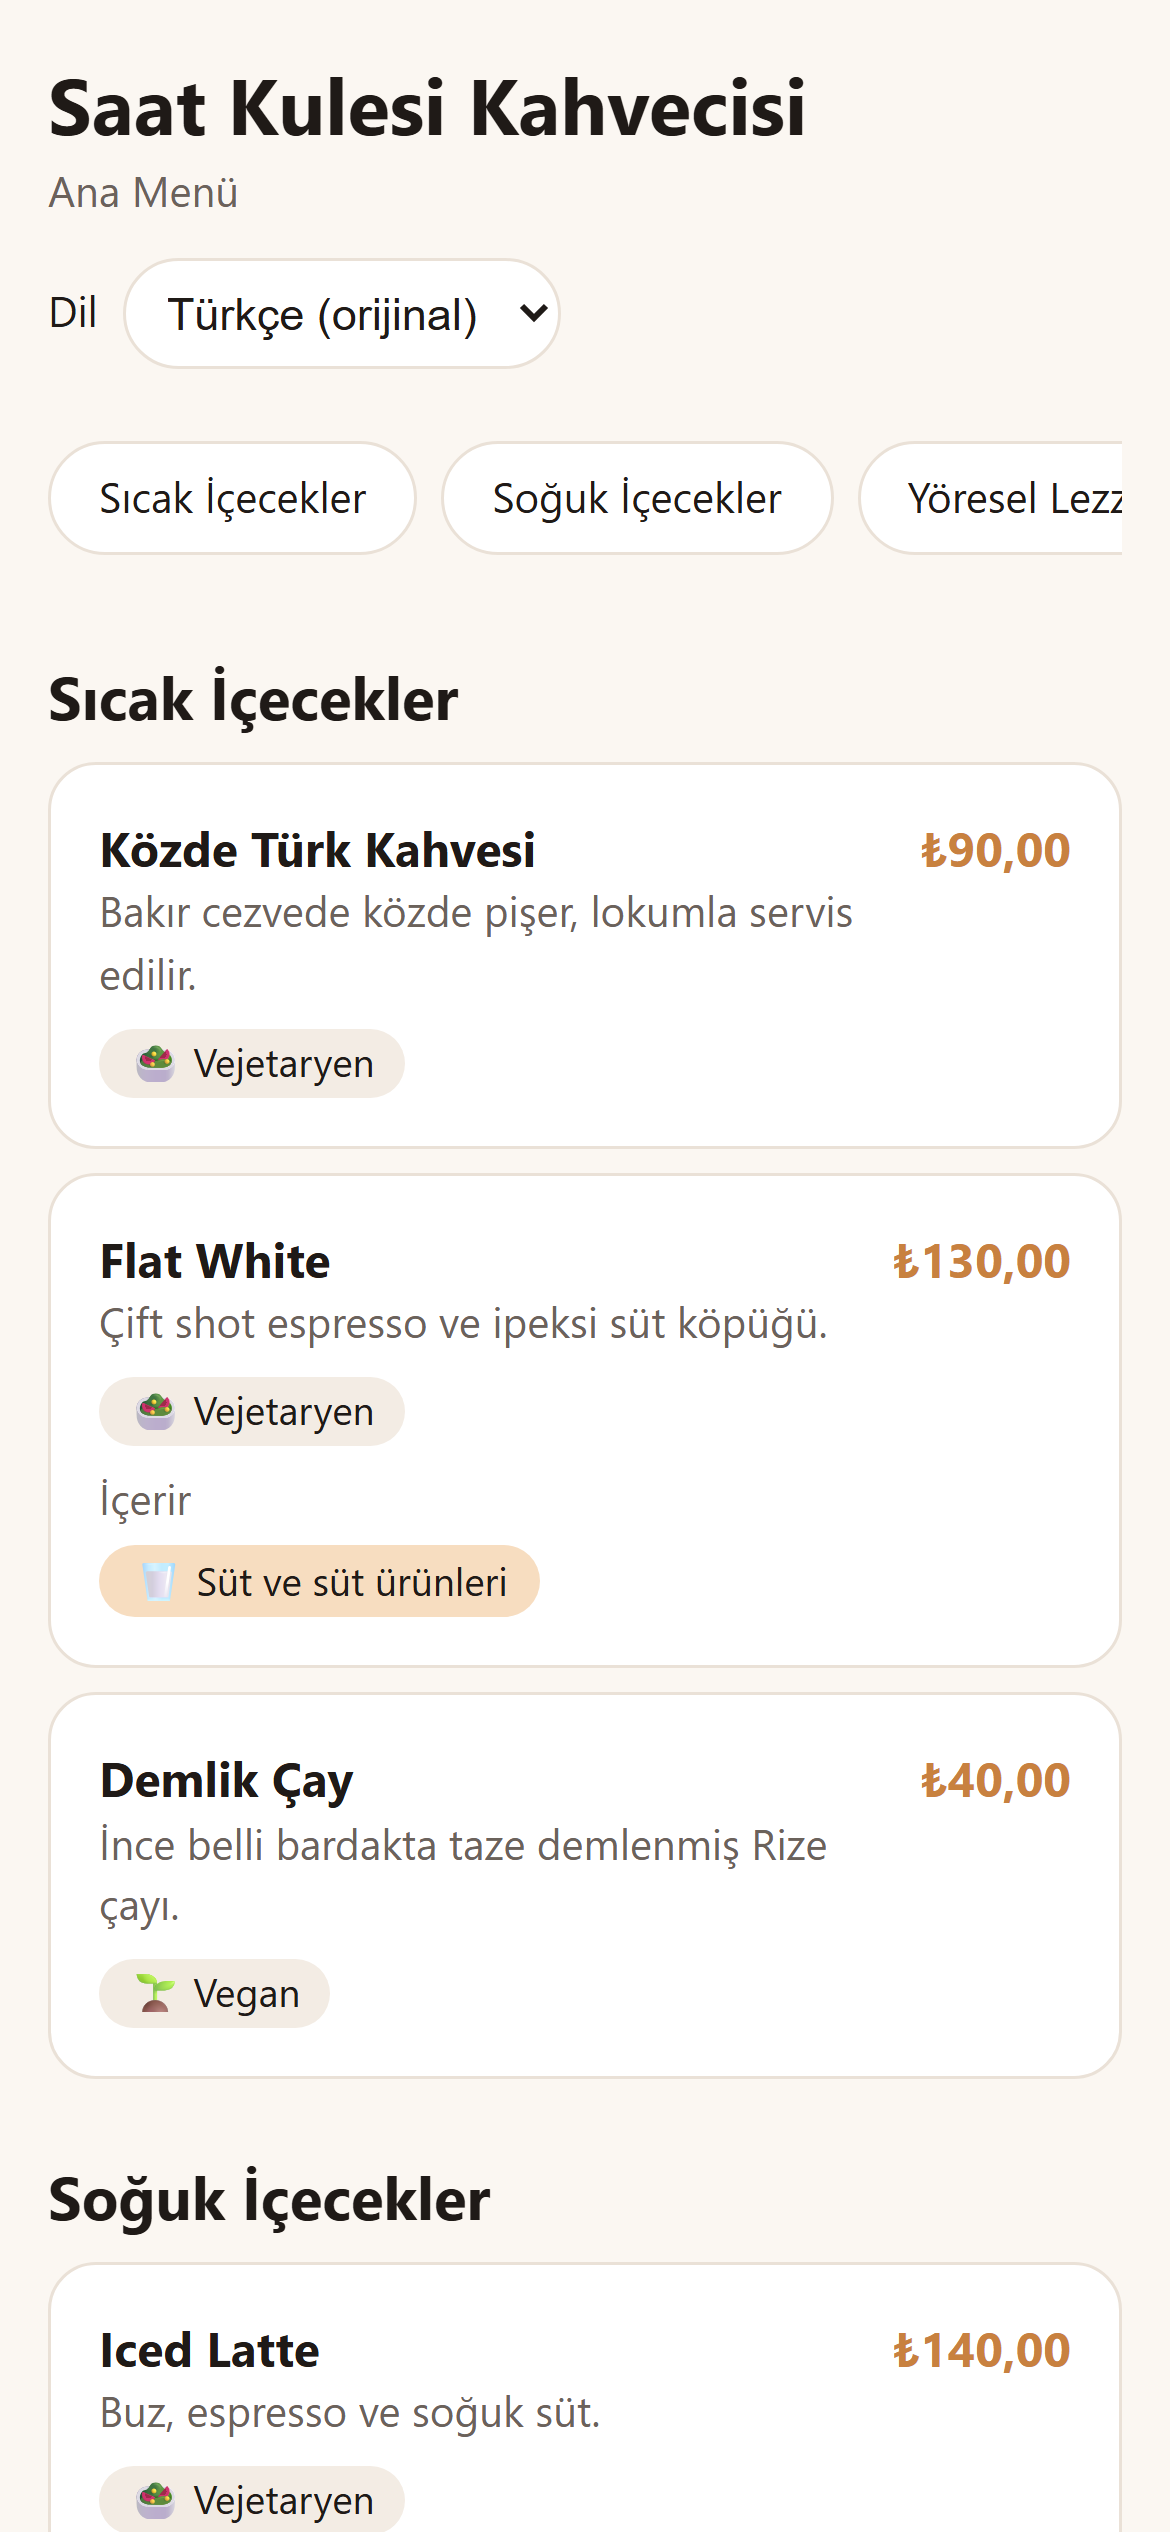 Saat Kulesi Kahvecisi
Ana Menü
Dil
Türkçe (orijinal)
Sıcak İçecekler
Soğuk İçecekler
Yöresel Lezz
Sıcak İçecekler
Közde Türk Kahvesi
₺90,00
Bakır cezvede közde pişer, lokumla servis
edilir.
Vejetaryen
Flat White
₺130,00
Çift shot espresso ve ipeksi süt köpüğü.
Vejetaryen
İçerir
Süt ve süt ürünleri
Demlik Çay
₺40,00
İnce belli bardakta taze demlenmiş Rize
çayı.
Vegan
Soğuk İçecekler
Iced Latte
₺140,00
Buz, espresso ve soğuk süt.
Vejetaryen